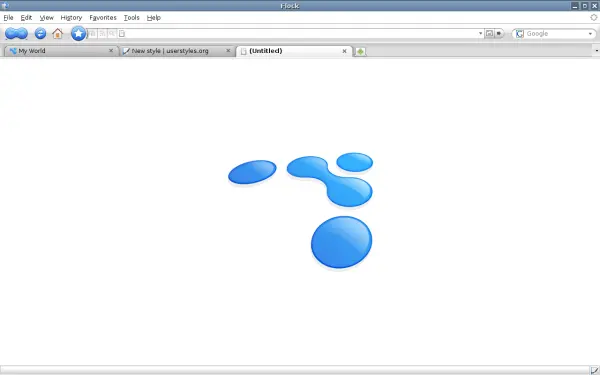 Flock
File Edit View History Favorites Tools Help
Google
My World New style | userstyles.org (Untitled)